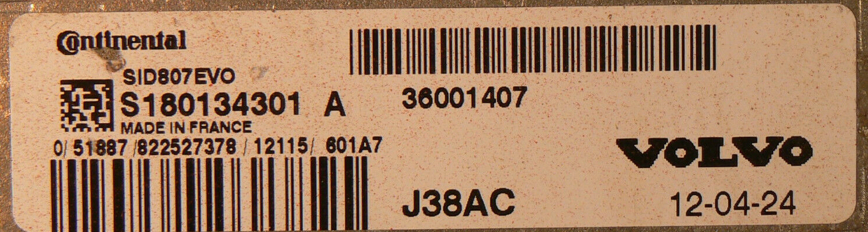 Continental
SID807EVO
S180134301 A
MADE IN FRANCE
0/ 51887 /822527378 / 12115/ 601A7
36001407
VOLVO
J38AC
12-04-24